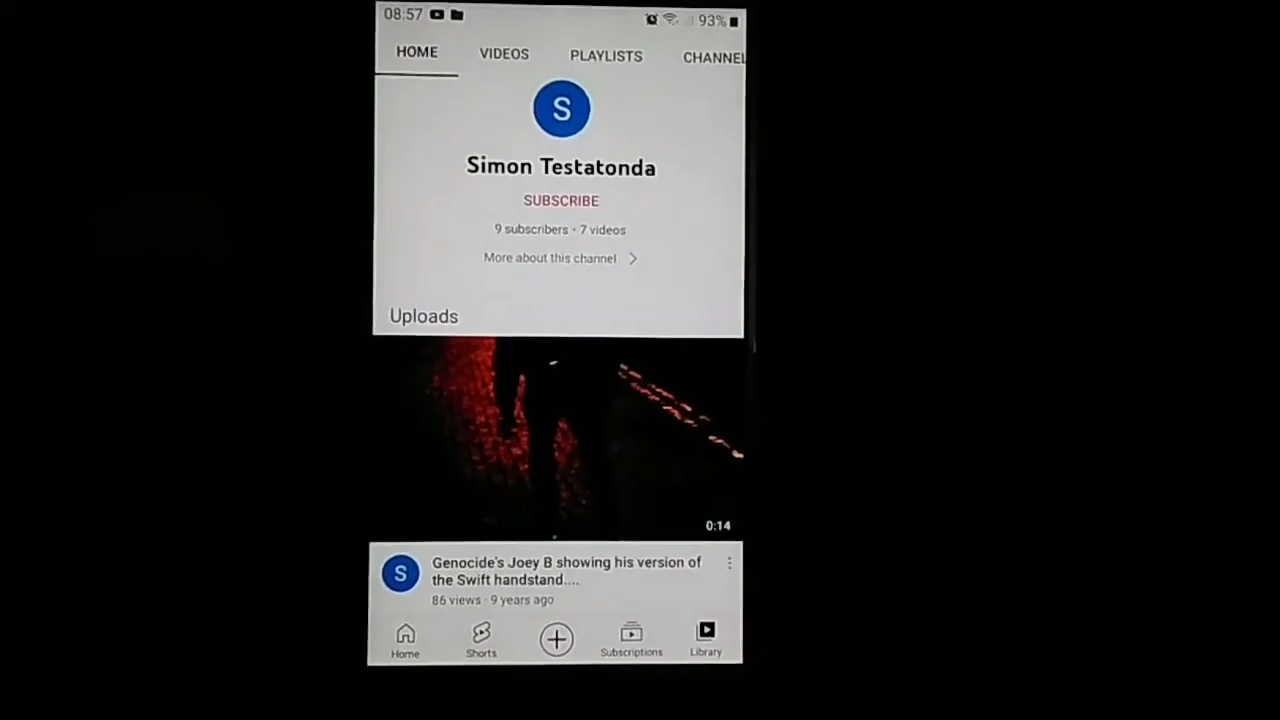 08:57 93%
HOME VIDEOS PLAYLISTS CHANNEL
S
Simon Testatonda
SUBSCRIBE
9 subscribers • 7 videos
More about this channel
Uploads
0:14
S
Genocide's Joey B showing his version of
the Swift handstand....
86 views · 9 years ago
Home Shorts Subscriptions Library